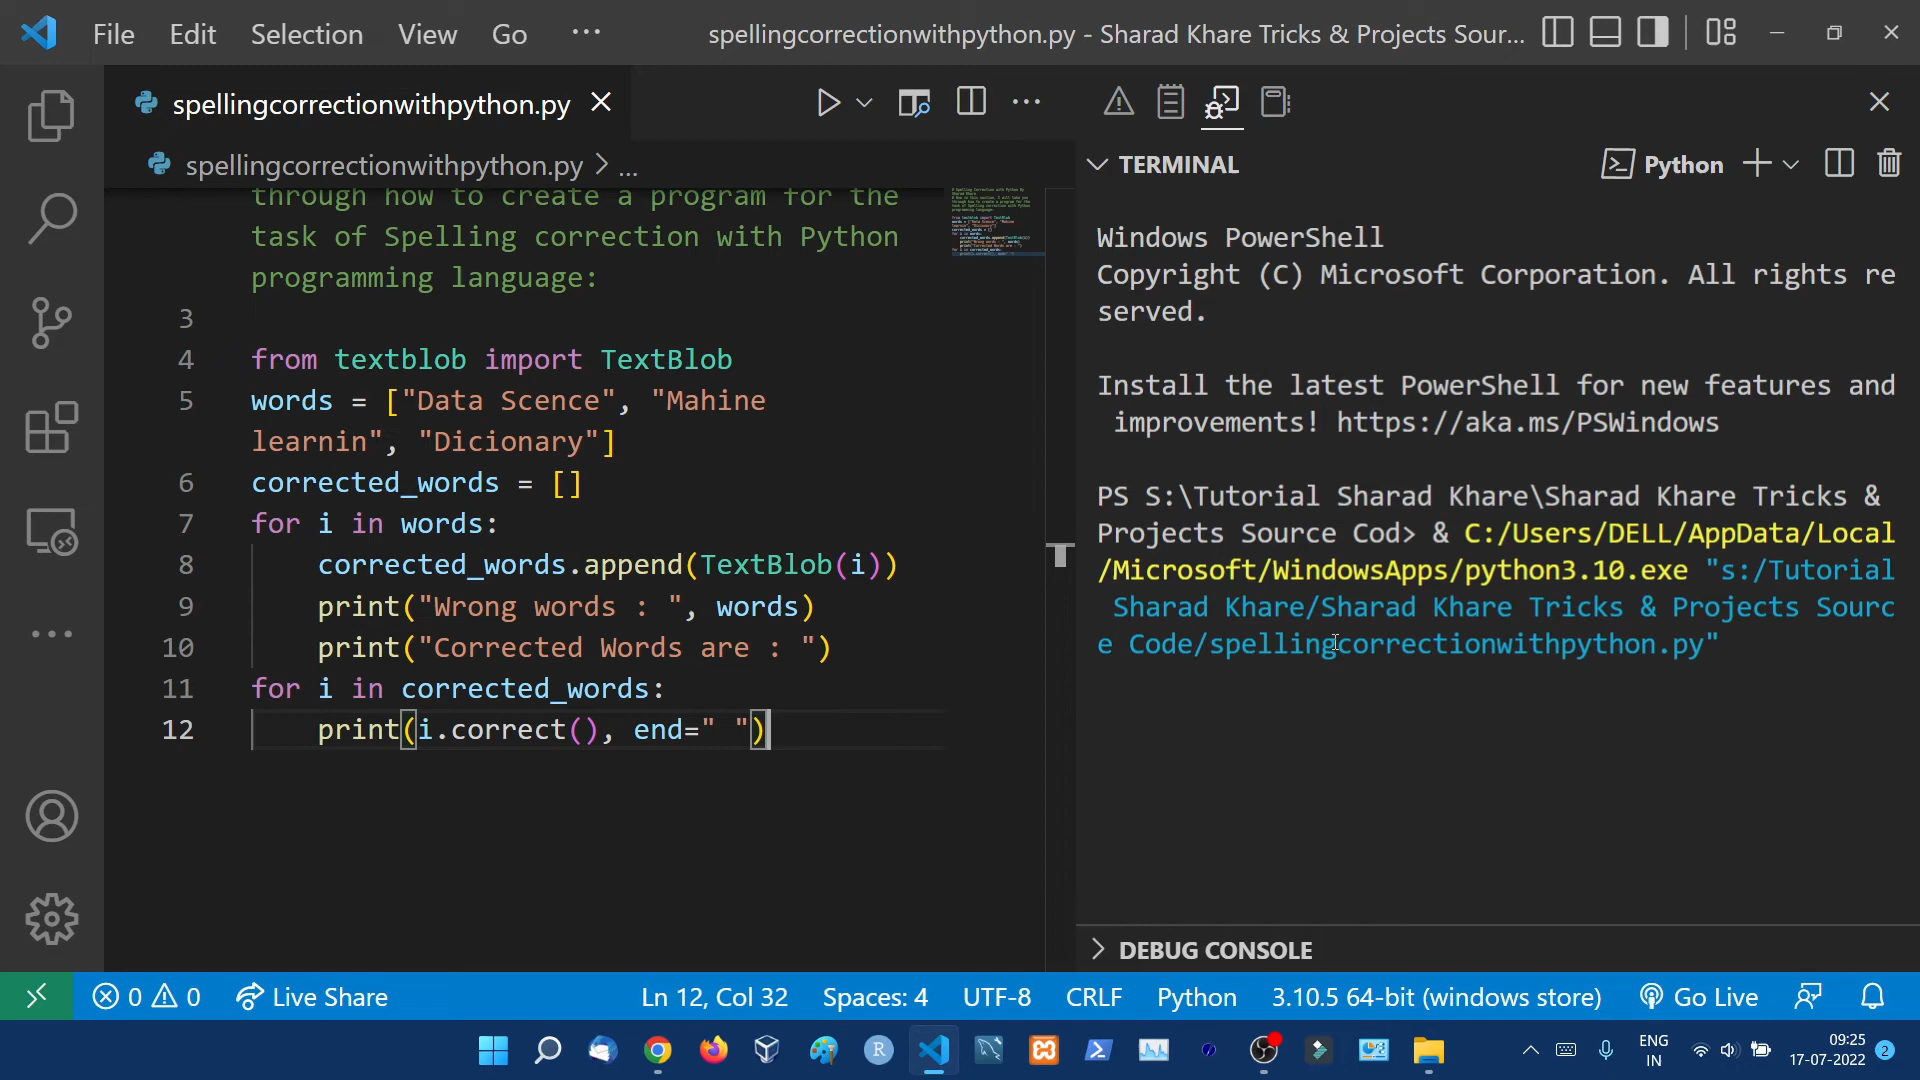 File Edit Selection View Go ··· spellingcorrectionwithpython.py - Sharad Khare Tricks & Projects Sour...
spellingcorrectionwithpython.py
spellingcorrectionwithpython.py > ...
through how to create a program for the
task of Spelling correction with Python
programming language:
3
4 from textblob import TextBlob
5 words = ["Data Scence", "Mahine
learnin", "Dicionary"]
6 corrected_words = []
7 for i in words:
8 corrected_words.append(TextBlob(i))
9 print("Wrong words : ", words)
10 print("Corrected Words are : ")
11 for i in corrected_words:
12 print(i.correct(), end=" ")
TERMINAL Python
Windows PowerShell
Copyright (C) Microsoft Corporation. All rights re
served.
Install the latest PowerShell for new features and
improvements! https://aka.ms/PSWindows
PS S:\Tutorial Sharad Khare\Sharad Khare Tricks &
Projects Source Cod> & C:/Users/DELL/AppData/Local
/Microsoft/WindowsApps/python3.10.exe "s:/Tutorial
Sharad Khare/Sharad Khare Tricks & Projects Sourc
e Code/spellingcorrectionwithpython.py"
DEBUG CONSOLE
0 0 Live Share Ln 12, Col 32 Spaces: 4 UTF-8 CRLF Python 3.10.5 64-bit (windows store) Go Live
R
ENG
IN
09:25
17-07-2022
2